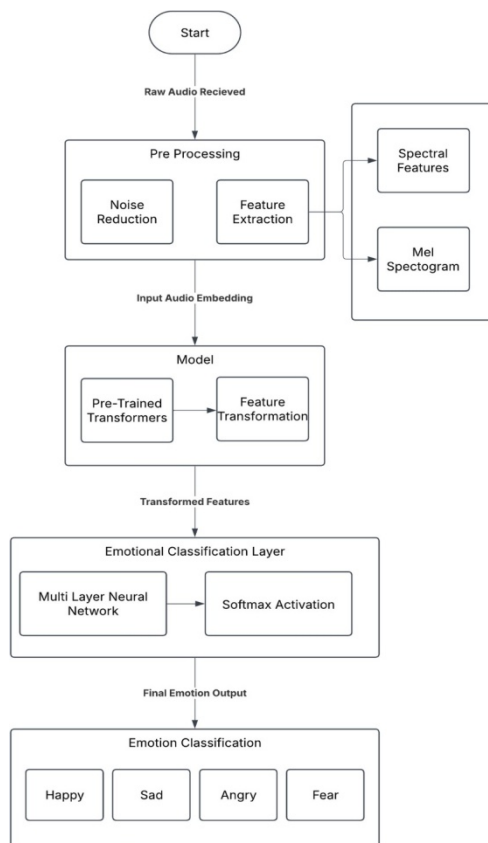 Start
Raw Audio Recieved
Pre Processing
Noise
Reduction
Feature
Extraction
Spectral
Features
Mel
Spectogram
Input Audio Embedding
Model
Pre-Trained
Transformers
Feature
Transformation
Transformed Features
Emotional Classification Layer
Multi Layer Neural
Network
Softmax Activation
Final Emotion Output
Emotion Classification
Happy
Sad
Angry
Fear